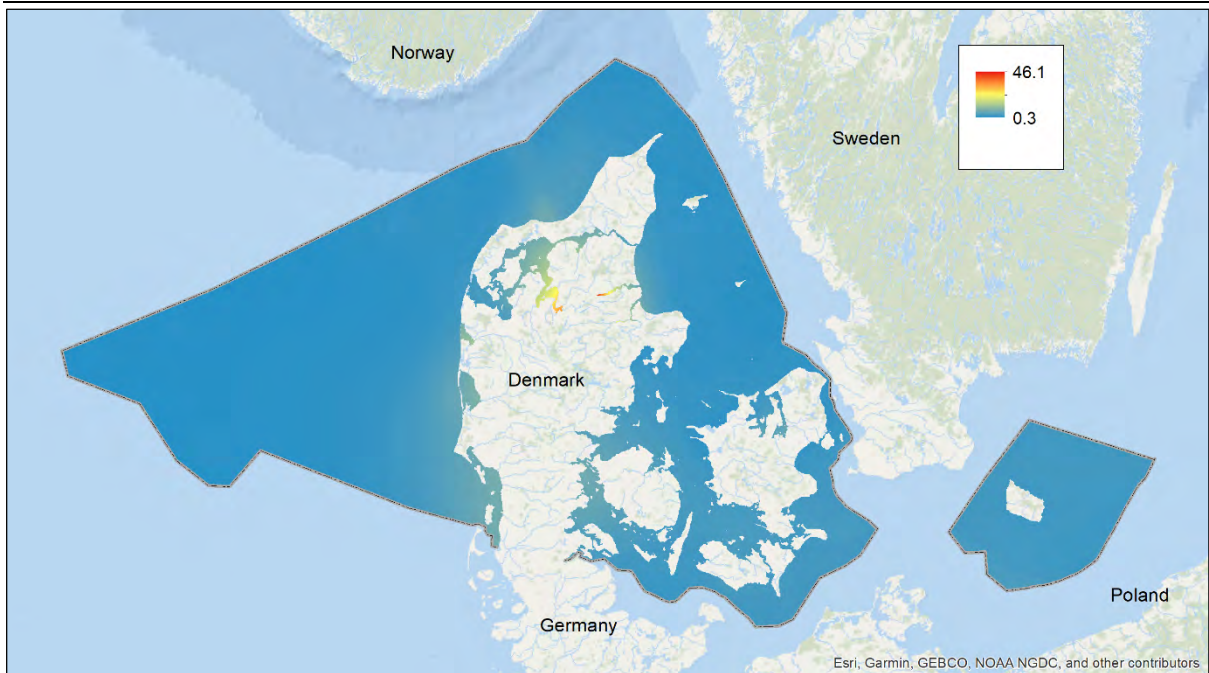 Norway
46.1
0.3
Sweden
Denmark
Poland
Germany
Esri, Garmin, GEBCO, NOAA NGDC, and other contributors